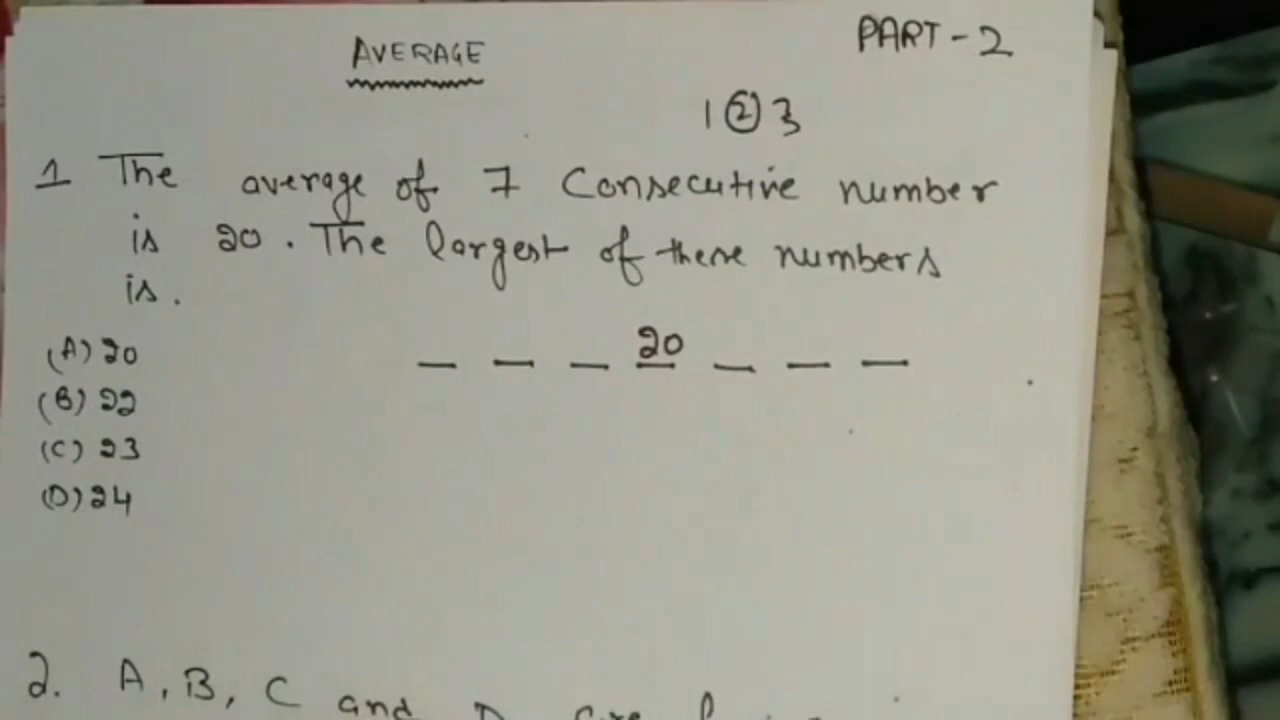 AVERAGE
PART - 2
1 2 3
1 The average of 7 Consecutive number
is 20. The largest of these numbers
is.
(A) 20
(B) 22
(C) 23
(D) 24
20
2. A, B, C and D are